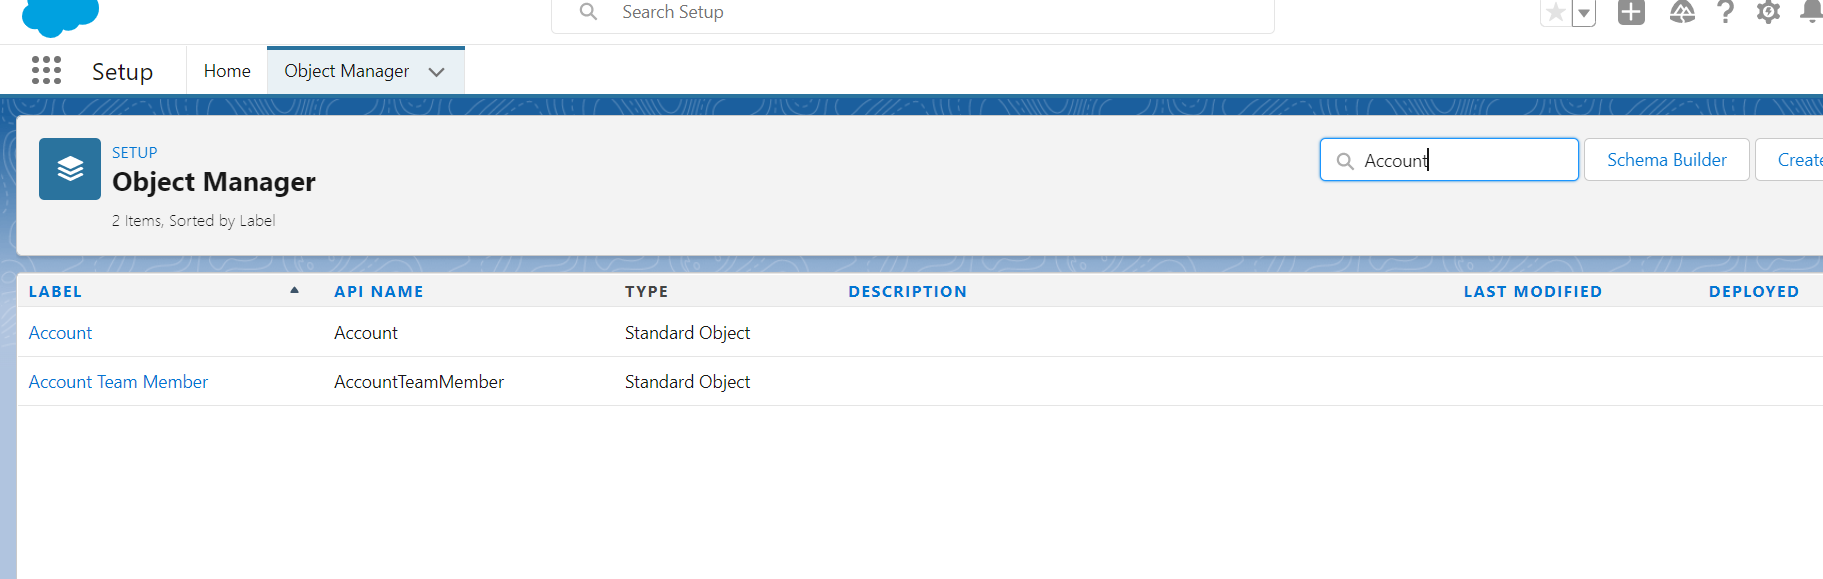 Search Setup
Setup Home Object Manager
SETUP
Object Manager
2 Items, Sorted by Label
Account
Schema Builder
Create
LABEL API NAME TYPE DESCRIPTION LAST MODIFIED DEPLOYED
Account Account Standard Object
Account Team Member AccountTeamMember Standard Object